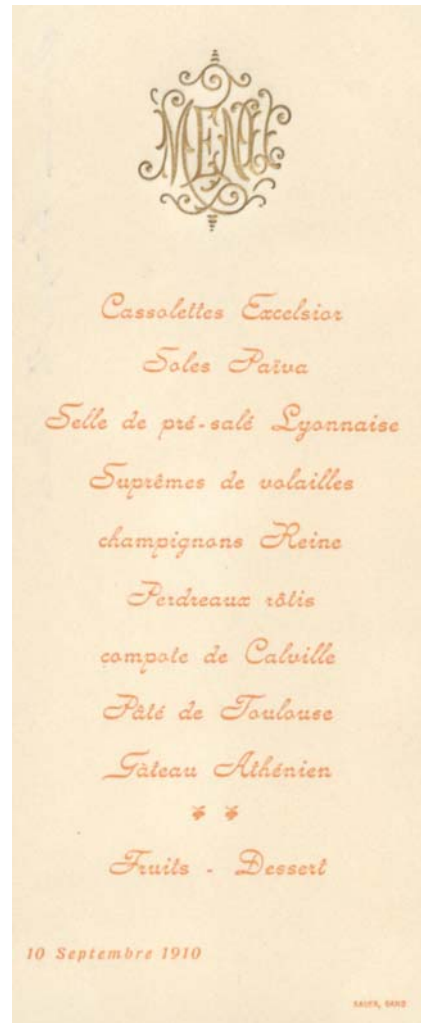 MENU
Cassolettes Excelsior
Soles Païva
Selle de pré-salé Lyonnaise
Suprêmes de volailles
champignons Reine
Perdreaux rôtis
compote de Calville
Pâté de Toulouse
Gâteau Athénien
Fruits - Dessert
10 Septembre 1910
GAND